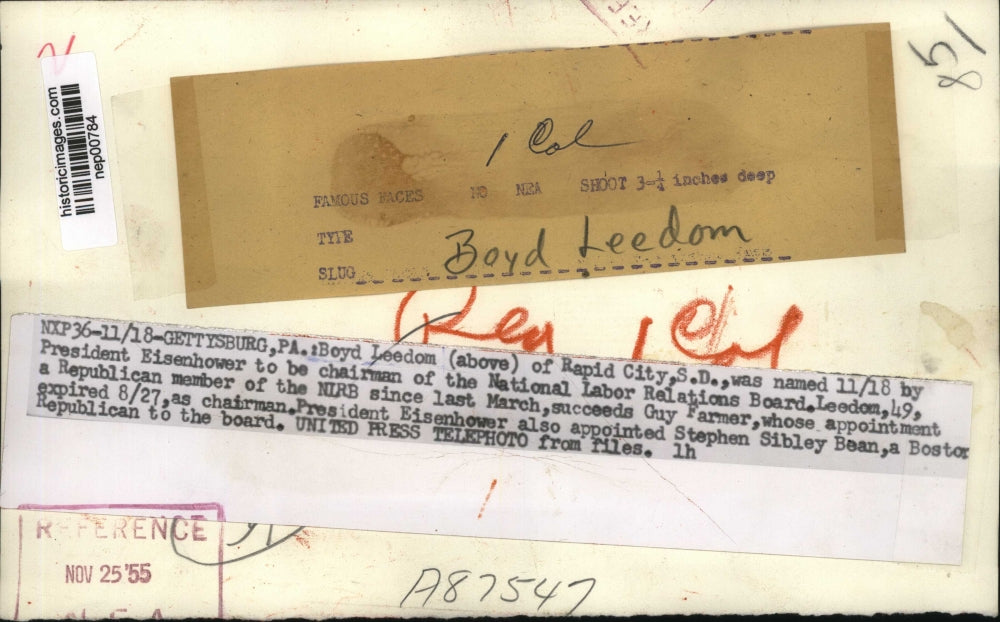 851
historicimages.com
nep00784
1 Col
FAMOUS FACES NO NEA SHOOT 3-¼ inches deep
TYPE
SLUG Boyd Leedom
Reg 1 Col
NXP36-11/18-GETTYSBURG,PA.:Boyd Leedom (above) of Rapid City,S.D.,was named 11/18 by
President Eisenhower to be chairman of the National Labor Relations Board.Leedom,49,
a Republican member of the NLRB since last March,succeeds Guy Farmer,whose appointment
expired 8/27,as chairman.President Eisenhower also appointed Stephen Sibley Bean,a Boston
Republican to the board. UNITED PRESS TELEPHOTO from files. lh
REFERENCE
NOV 25 '55
N. E. A.
A87547